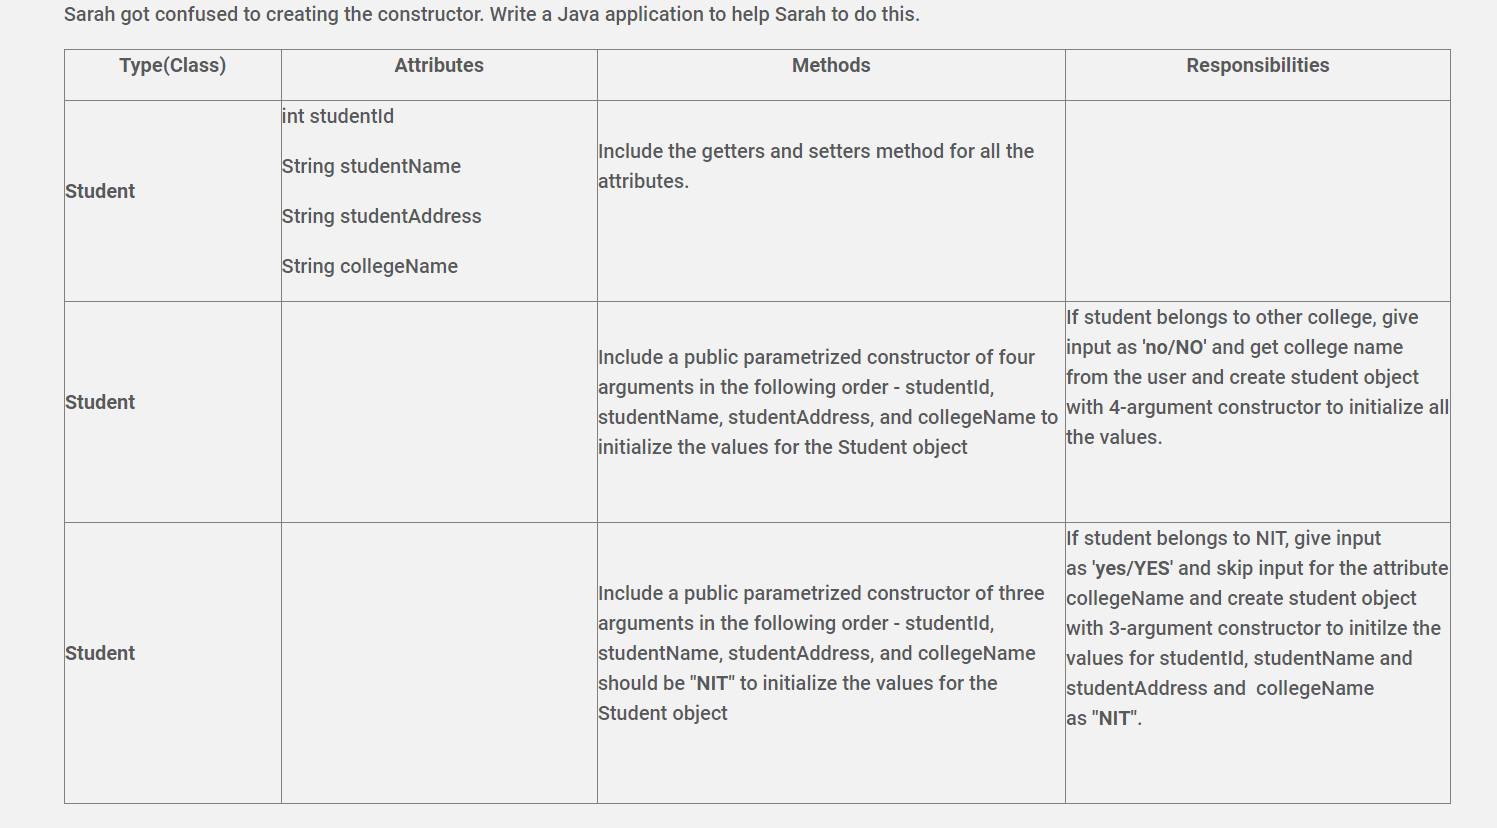 Sarah got confused to creating the constructor. Write a Java application to help Sarah to do this.
Type(Class)
Attributes
Methods
Responsibilities
Student
int studentId
String studentName
String studentAddress
String collegeName
Include the getters and setters method for all the
attributes.
Student
Include a public parametrized constructor of four
arguments in the following order - studentId,
studentName, studentAddress, and collegeName to
initialize the values for the Student object
If student belongs to other college, give
input as 'no/NO' and get college name
from the user and create student object
with 4-argument constructor to initialize all
the values.
Student
Include a public parametrized constructor of three
arguments in the following order - studentId,
studentName, studentAddress, and collegeName
should be "NIT" to initialize the values for the
Student object
If student belongs to NIT, give input
as 'yes/YES' and skip input for the attribute
collegeName and create student object
with 3-argument constructor to initilze the
values for studentId, studentName and
studentAddress and  collegeName
as "NIT".